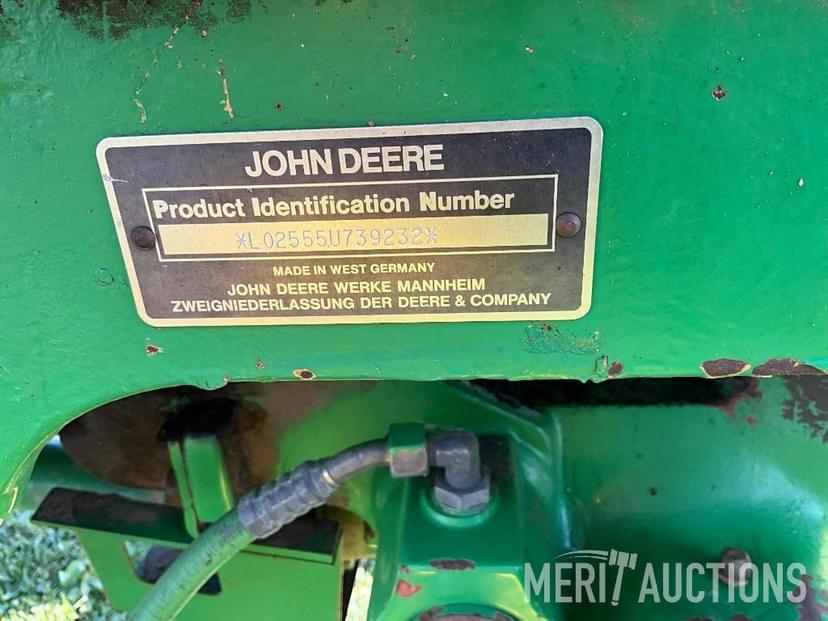 JOHN DEERE
Product Identification Number
*L02555U739232*
MADE IN WEST GERMANY
JOHN DEERE WERKE MANNHEIM
ZWEIGNIEDERLASSUNG DER DEERE & COMPANY
MERIT AUCTIONS